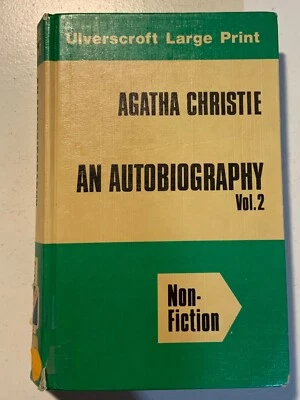 Ulverscroft Large Print
AGATHA CHRISTIE
AN AUTOBIOGRAPHY
Vol.2
Non-
Fiction